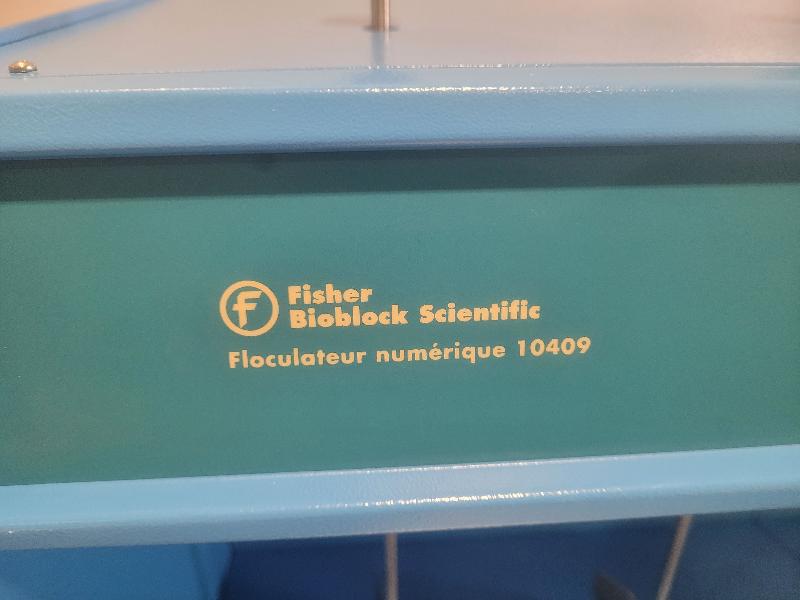 Fisher
Bioblock Scientific
Floculateur numérique 10409